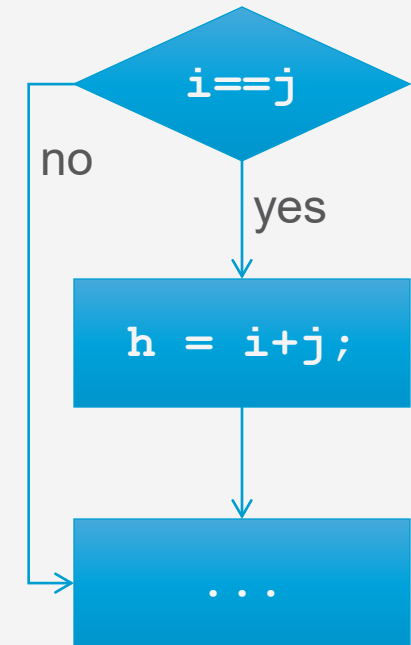 i==j
no
yes
h = i+j;
...